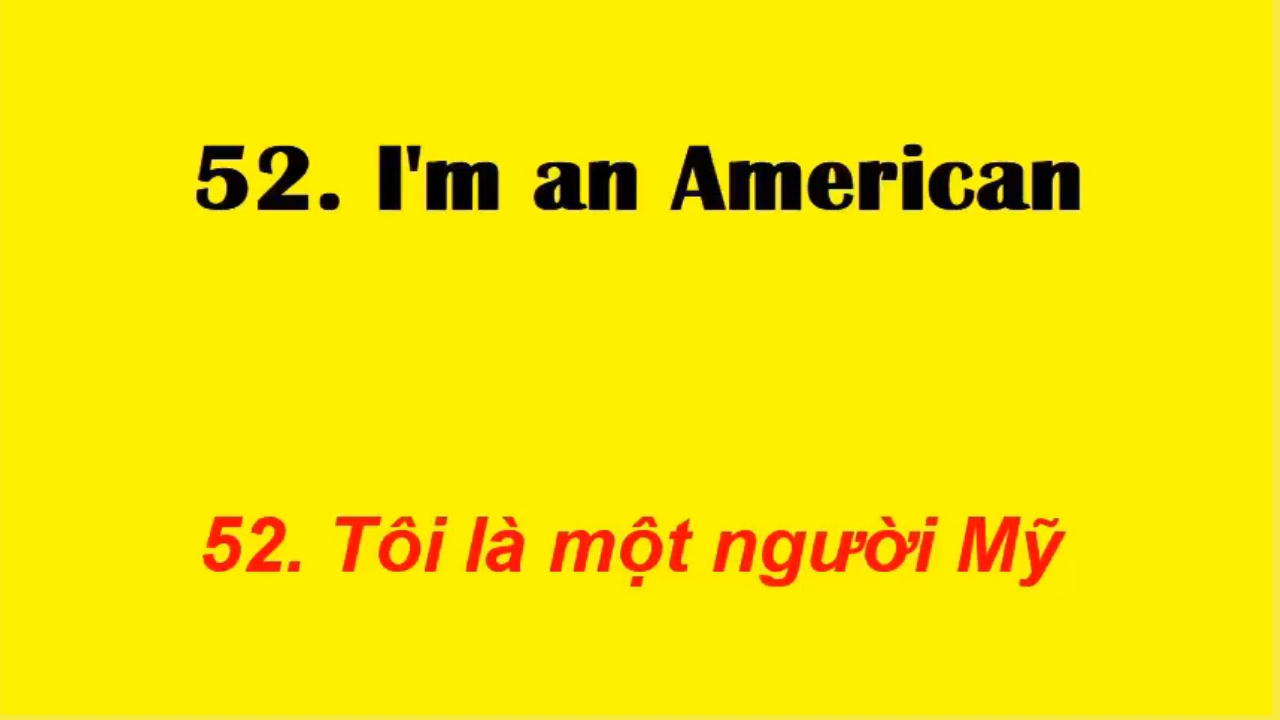 52. I'm an American
52. Tôi là một người Mỹ